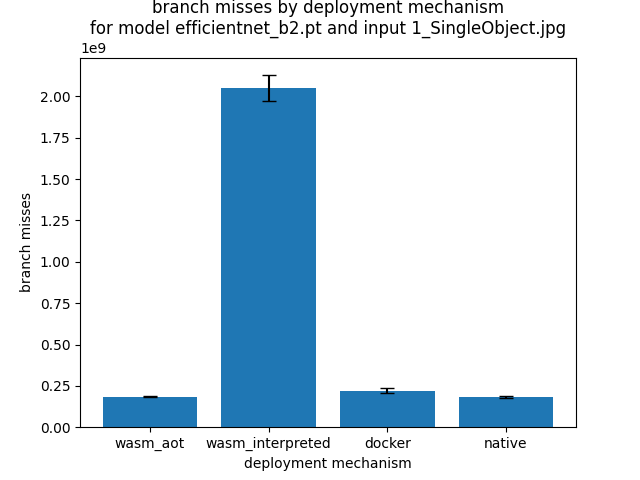 branch misses by deployment mechanism
for model efficientnet_b2.pt and input 1_SingleObject.jpg
1e9
2.00
1.75
1.50
1.25
1.00
0.75
0.50
0.25
0.00
branch misses
wasm_aot
wasm_interpreted
docker
native
deployment mechanism